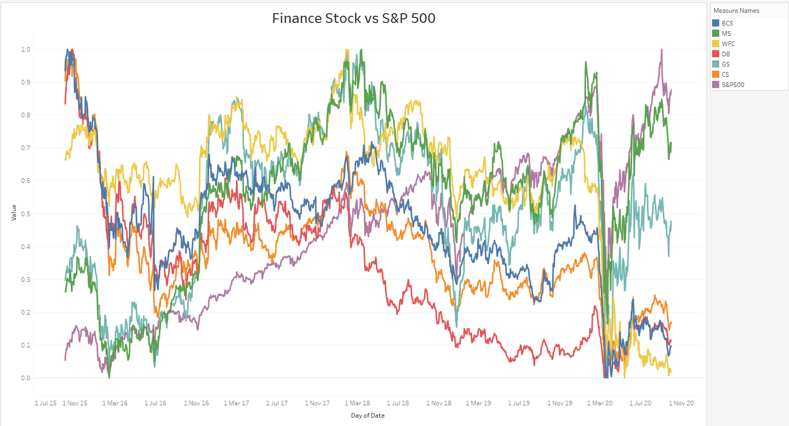 Finance Stock vs S&P 500
Measure Names
BCS
MS
WFC
DB
GS
CS
S&P500
1.0
0.9
0.8
0.7
0.6
0.5
0.4
0.3
0.2
0.1
0.0
Value
1 Jul 15 1 Nov 15 1 Mar 16 1 Jul 16 1 Nov 16 1 Mar 17 1 Jul 17 1 Nov 17 1 Mar 18 1 Jul 18 1 Nov 18 1 Mar 19 1 Jul 19 1 Nov 19 1 Mar 20 1 Jul 20 1 Nov 20
Day of Date